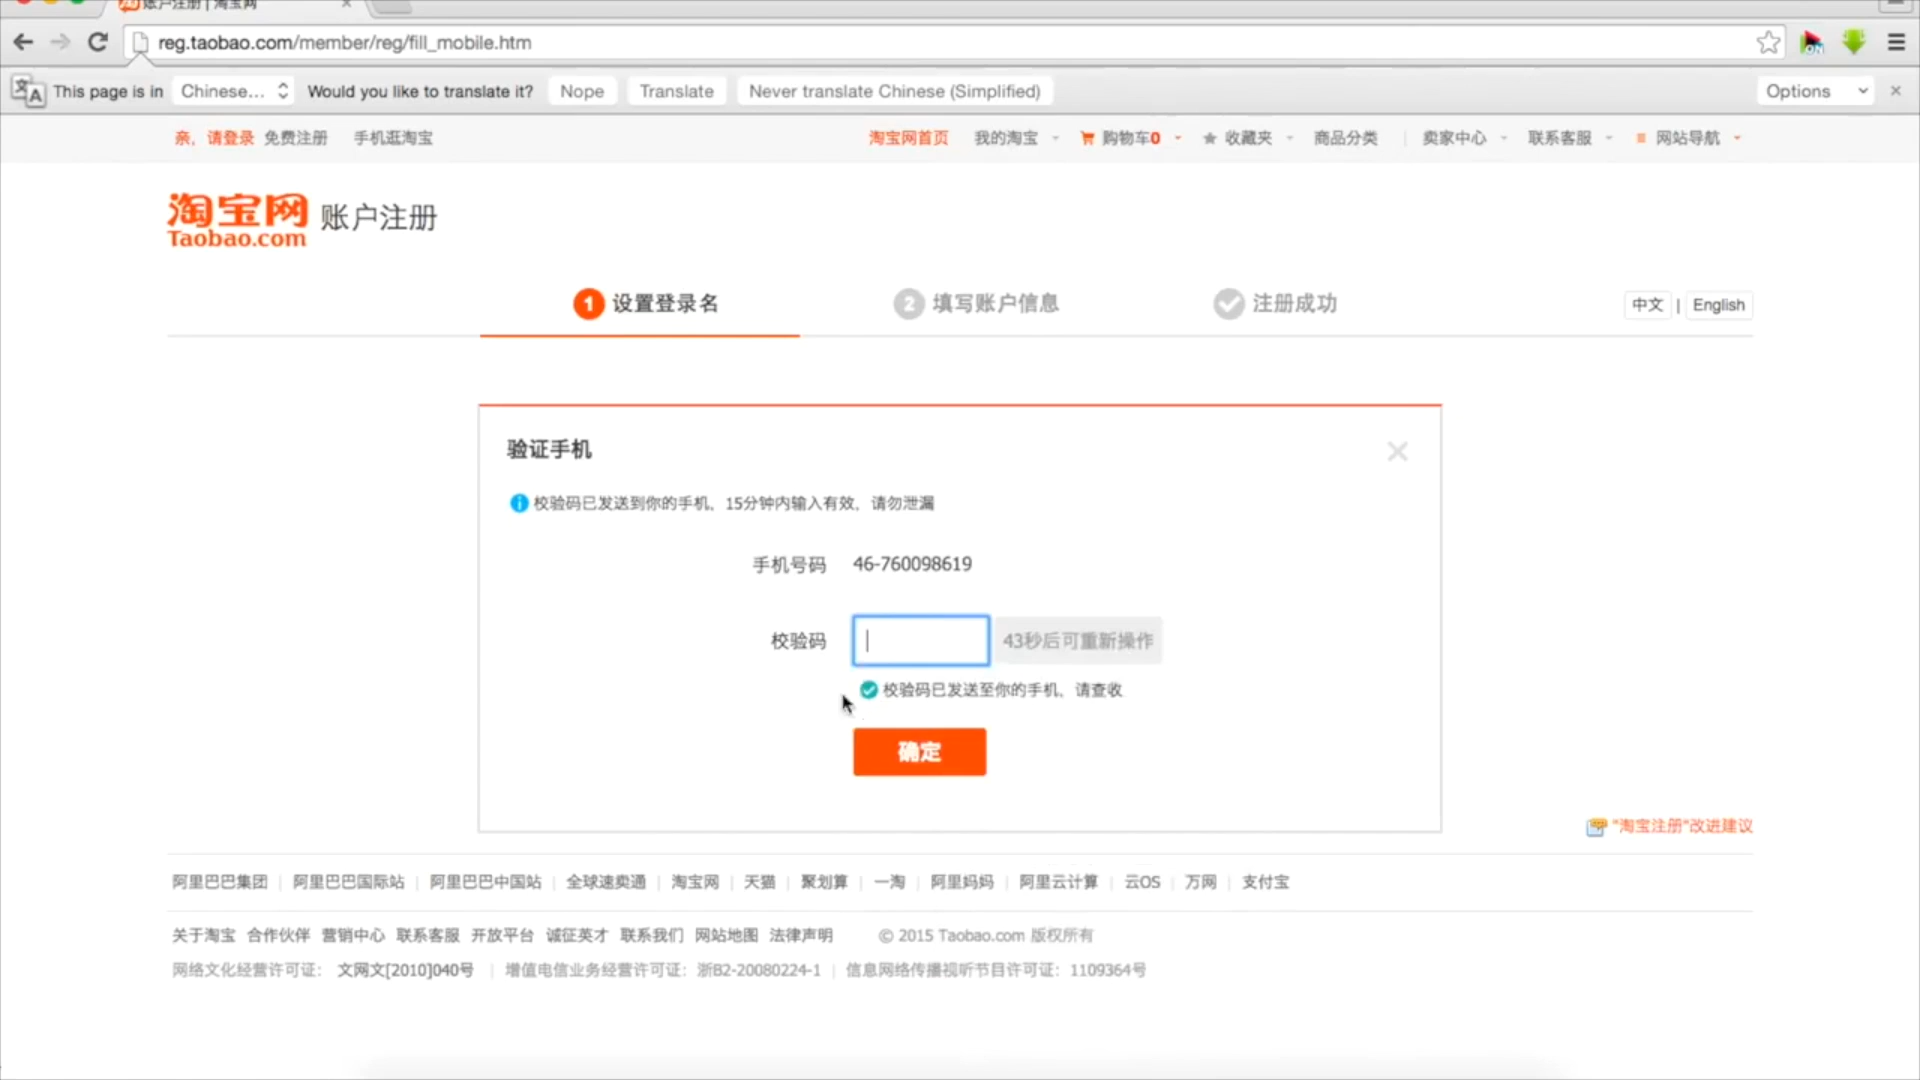 账户注册 | 淘宝网
reg.taobao.com/member/reg/fill_mobile.htm
This page is in Chinese... Would you like to translate it? Nope Translate Never translate Chinese (Simplified) Options
亲，请登录 免费注册 手机逛淘宝 淘宝网首页 我的淘宝 购物车0 收藏夹 商品分类 卖家中心 联系客服 网站导航
淘宝网 账户注册
Taobao.com
1 设置登录名 2 填写账户信息 注册成功 中文 | English
验证手机
校验码已发送到你的手机，15分钟内输入有效，请勿泄漏
手机号码 46-760098619
校验码 43秒后可重新操作
校验码已发送至你的手机，请查收
确定
"淘宝注册"改进建议
阿里巴巴集团 | 阿里巴巴国际站 | 阿里巴巴中国站 | 全球速卖通 | 淘宝网 | 天猫 | 聚划算 | 一淘 | 阿里妈妈 | 阿里云计算 | 云OS | 万网 | 支付宝
关于淘宝 合作伙伴 营销中心 联系客服 开放平台 诚征英才 联系我们 网站地图 法律声明 © 2015 Taobao.com 版权所有
网络文化经营许可证： 文网文[2010]040号 | 增值电信业务经营许可证：浙B2-20080224-1 | 信息网络传播视听节目许可证：1109364号